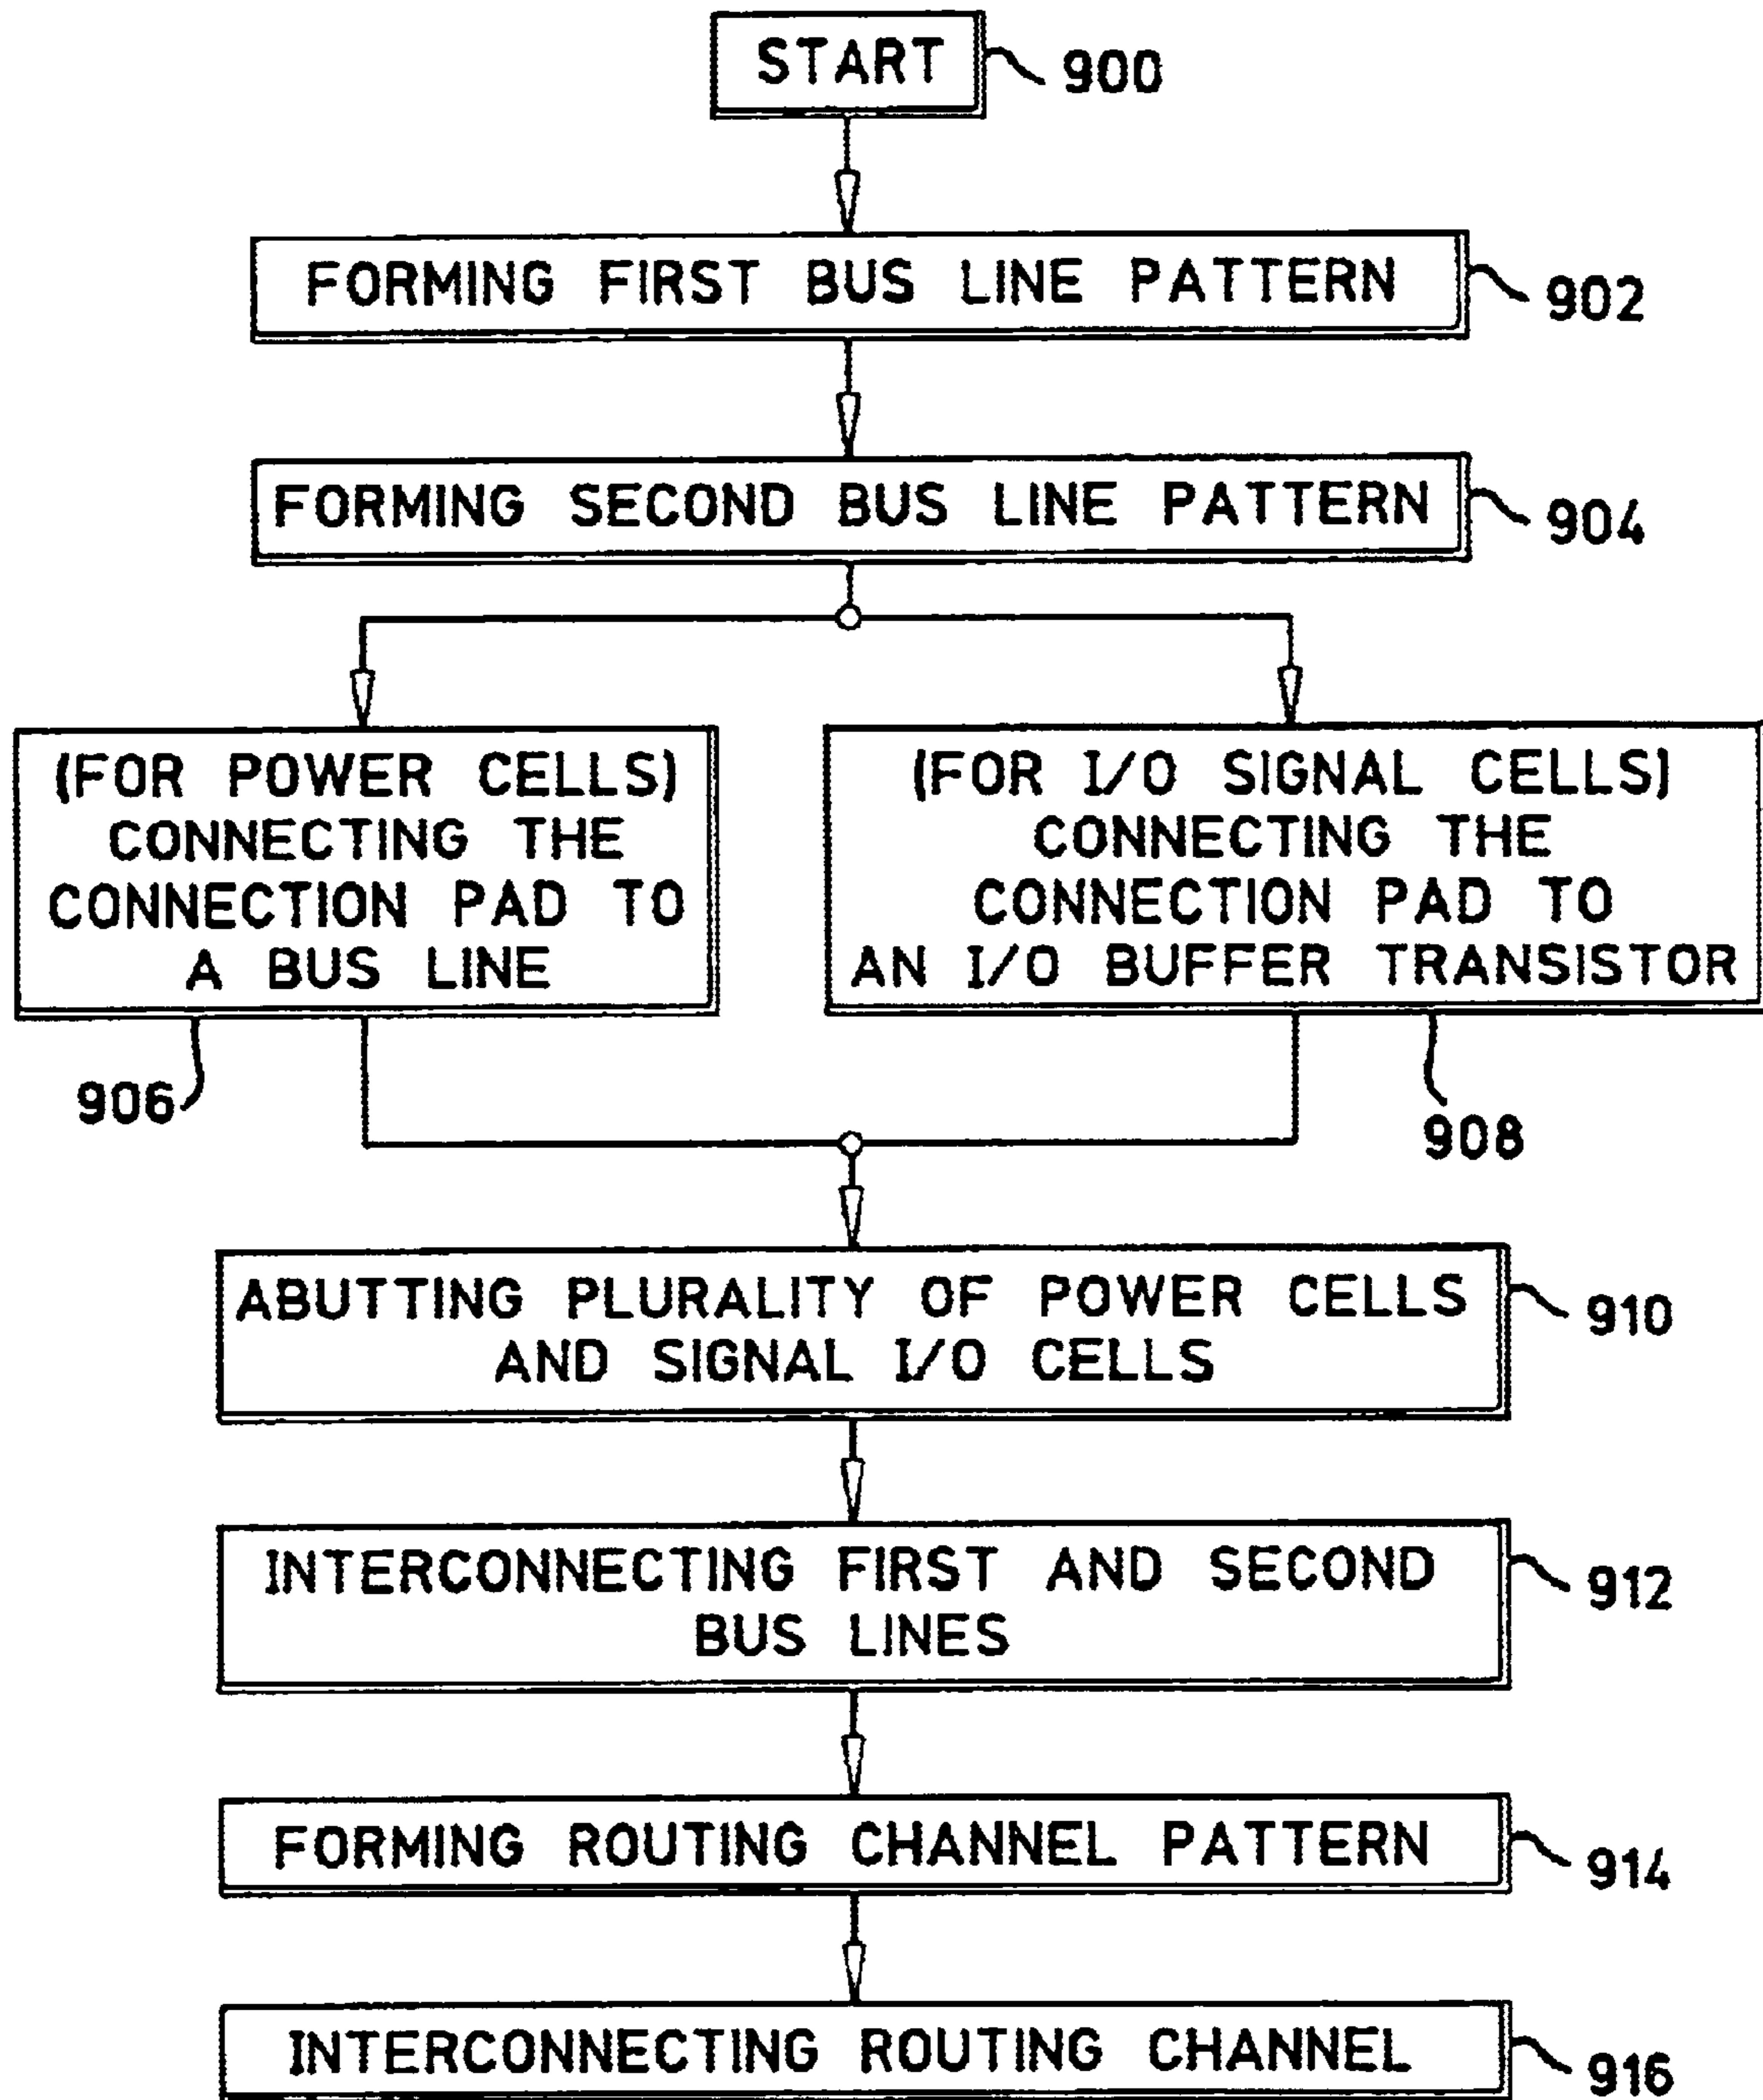 START
900
FORMING FIRST BUS LINE PATTERN
902
FORMING SECOND BUS LINE PATTERN
904
(FOR POWER CELLS)
CONNECTING THE
CONNECTION PAD TO
A BUS LINE
906
(FOR I/O SIGNAL CELLS)
CONNECTING THE
CONNECTION PAD TO
AN I/O BUFFER TRANSISTOR
908
ABUTTING PLURALITY OF POWER CELLS
AND SIGNAL I/O CELLS
910
INTERCONNECTING FIRST AND SECOND
BUS LINES
912
FORMING ROUTING CHANNEL PATTERN
914
INTERCONNECTING ROUTING CHANNEL
916